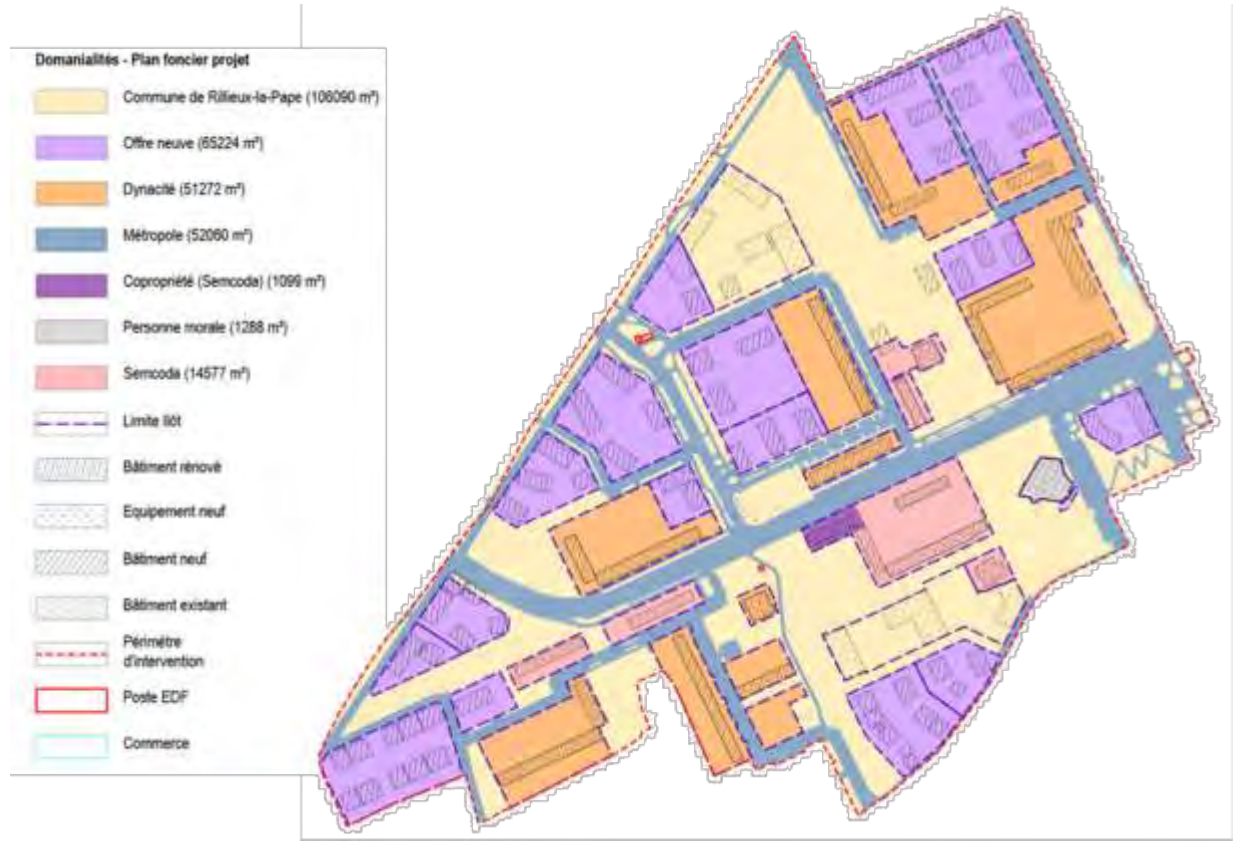 Domanialités - Plan foncier projet
Commune de Rillieux-la-Pape (106090 m²)
Offre neuve (65224 m²)
Dynacité (51272 m²)
Métropole (52060 m²)
Copropriété (Semcoda) (1099 m²)
Personne morale (1288 m²)
Semcoda (14577 m²)
Limite îlôt
Bâtiment rénové
Equipement neuf
Bâtiment neuf
Bâtiment existant
Périmètre
d'intervention
Poste EDF
Commerce